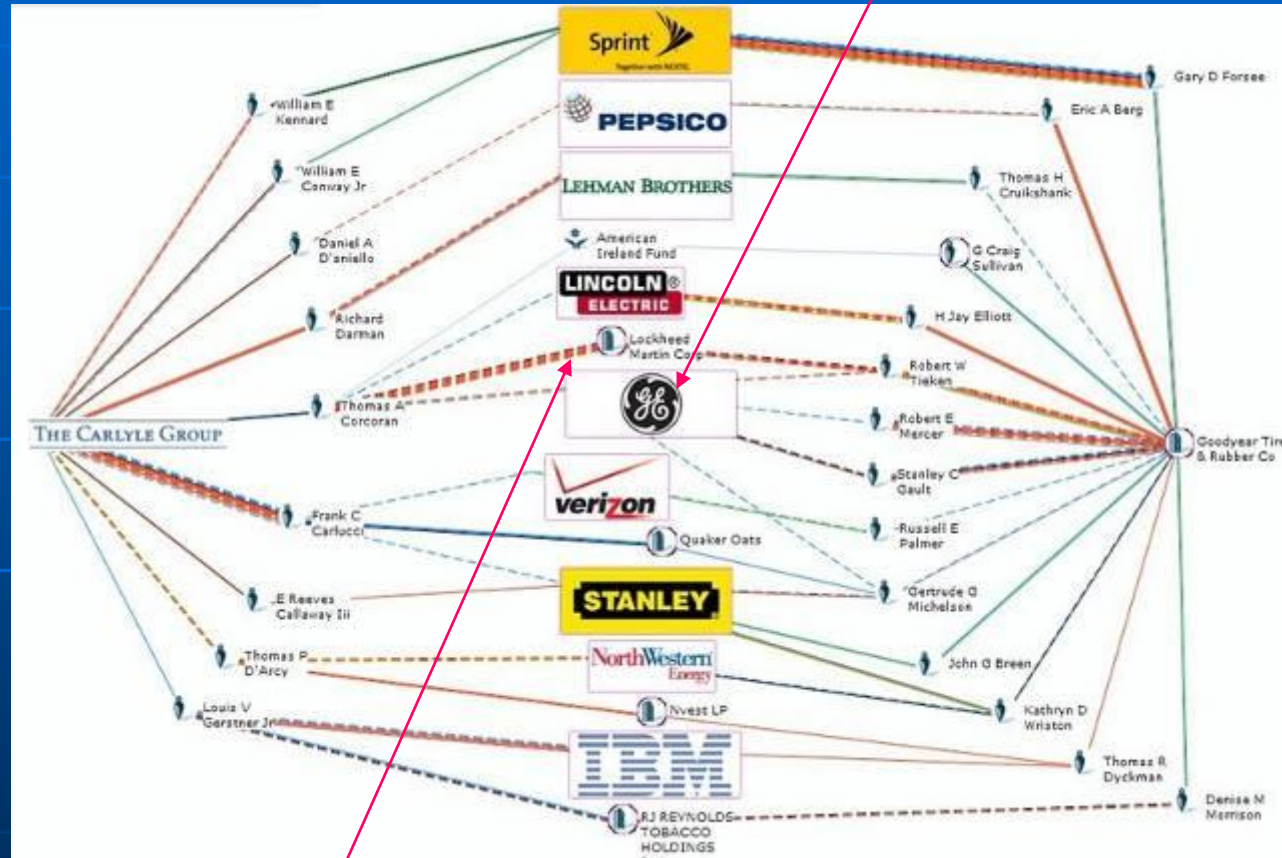 Sprint
Together with NEXTEL
Gary D Forsee
William E
Kennard
PEPSICO
Eric A Berg
William E
Conway Jr
LEHMAN BROTHERS
Thomas H
Cruikshank
Daniel A
D'aniello
American
Ireland Fund
G Craig
Sullivan
LINCOLN ®
ELECTRIC
Richard
Darman
H Jay Elliott
Lockheed
Martin Corp
Robert W
Tieken
Thomas A
Corcoran
GE
Robert E
Mercer
THE CARLYLE GROUP
Goodyear Tire
& Rubber Co
Stanley C
Gault
verizon
Frank C
Carlucci
Russell E
Palmer
Quaker Oats
E Reeves
Callaway Iii
STANLEY
Gertrude G
Michelson
Thomas P
D'Arcy
NorthWestern
Energy
John G Breen
Louis V
Gerstner Jr
Nvest LP
Kathryn D
Wriston
IBM
Thomas R
Dyckman
RJ REYNOLDS
TOBACCO
HOLDINGS
Denise M
Morrison